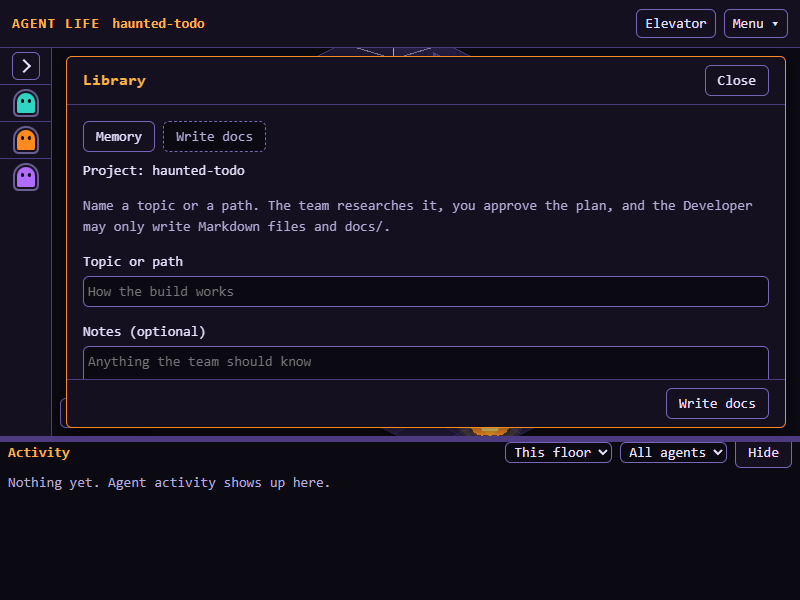 AGENT LIFE haunted-todo Elevator Menu ▾
Library Close
Memory Write docs
Project: haunted-todo
Name a topic or a path. The team researches it, you approve the plan, and the Developer
may only write Markdown files and docs/.
Topic or path
How the build works
Notes (optional)
Anything the team should know
Write docs
Activity This floor All agents Hide
Nothing yet. Agent activity shows up here.